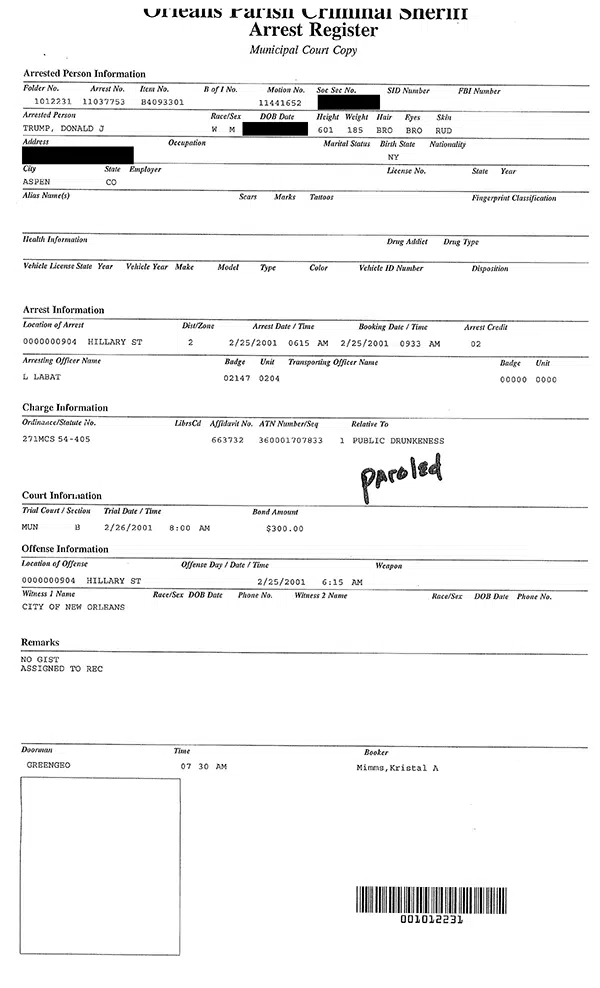 Orleans Parish Criminal Sheriff
Arrest Register
Municipal Court Copy
Arrested Person Information
Folder No. Arrest No. Item No. B of I No. Motion No. Soc Sec No. SID Number FBI Number
1012231 11037753 B4093301 11441652
Arrested Person Race/Sex DOB Date Height Weight Hair Eyes Skin
TRUMP, DONALD J W M 601 185 BRO BRO RUD
Address Occupation Marital Status Birth State Nationality
NY
City State Employer License No. State Year
ASPEN CO
Alias Name(s) Scars Marks Tattoos Fingerprint Classification
Health Information Drug Addict Drug Type
Vehicle License State Year Vehicle Year Make Model Type Color Vehicle ID Number Disposition
Arrest Information
Location of Arrest Dist/Zone Arrest Date / Time Booking Date / Time Arrest Credit
0000000904 HILLARY ST 2 2/25/2001 0615 AM 2/25/2001 0933 AM 02
Arresting Officer Name Badge Unit Transporting Officer Name Badge Unit
L LABAT 02147 0204 00000 0000
Charge Information
Ordinance/Statute No. LibrsCd Affidavit No. ATN Number/Seq Relative To
271MCS 54-405 663732 360001707833 1 PUBLIC DRUNKENESS
paroled
Court Information
Trial Court / Section Trial Date / Time Bond Amount
MUN B 2/26/2001 8:00 AM $300.00
Offense Information
Location of Offense Offense Day / Date / Time Weapon
0000000904 HILLARY ST 2/25/2001 6:15 AM
Witness 1 Name Race/Sex DOB Date Phone No. Witness 2 Name Race/Sex DOB Date Phone No.
CITY OF NEW ORLEANS
Remarks
NO GIST
ASSIGNED TO REC
Doorman Time Booker
GREENGEO 07 30 AM Mimms,Kristal A
001012231